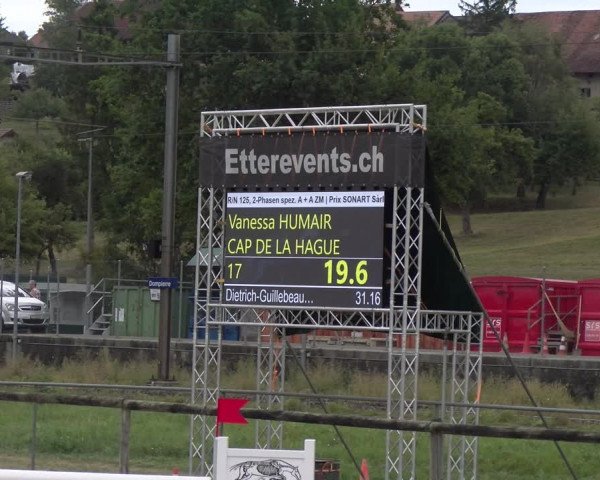 Etterevents.ch
R/N 125, 2-Phasen spez. A + A ZM | Prix SONART Sàrl
Vanessa HUMAIR
CAP DE LA HAGUE
17 19.6
Dietrich-Guillebeau... 31.16
Dompierre